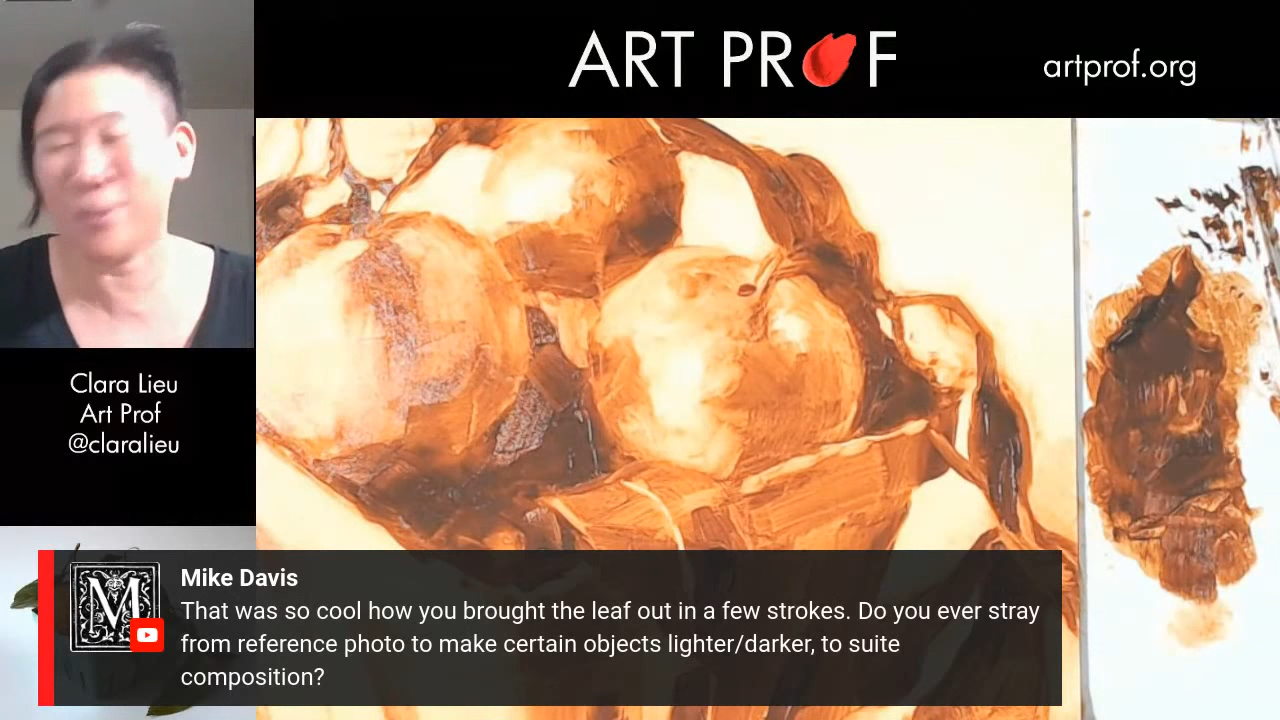 ART PROF
artprof.org
Clara Lieu
Art Prof
@claralieu
M
Mike Davis
That was so cool how you brought the leaf out in a few strokes. Do you ever stray
from reference photo to make certain objects lighter/darker, to suite
composition?